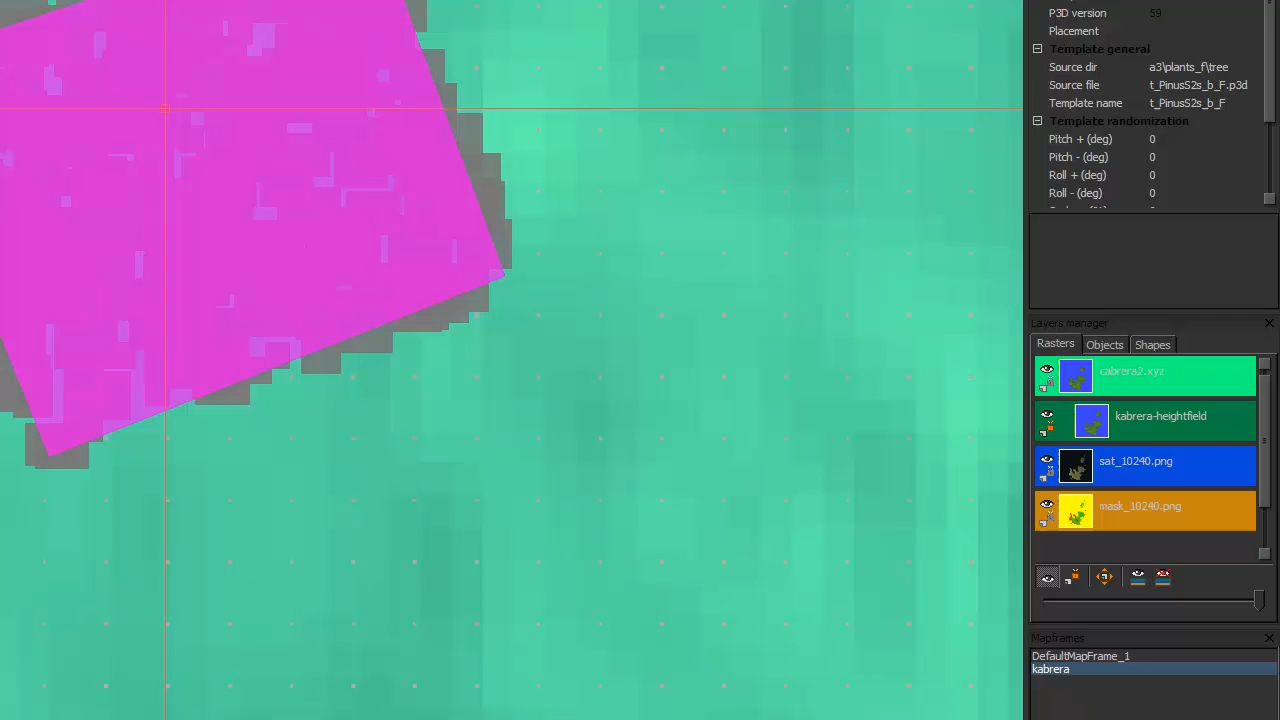 P3D version 59
Placement
Template general
Source dir a3\plants_f\tree
Source file t_PinusS2s_b_F.p3d
Template name t_PinusS2s_b_F
Template randomization
Pitch + (deg) 0
Pitch - (deg) 0
Roll + (deg) 0
Roll - (deg) 0
Layers manager
Rasters Objects Shapes
cabrera2.xyz
kabrera-heightfield
sat_10240.png
mask_10240.png
Mapframes
DefaultMapFrame_1
kabrera